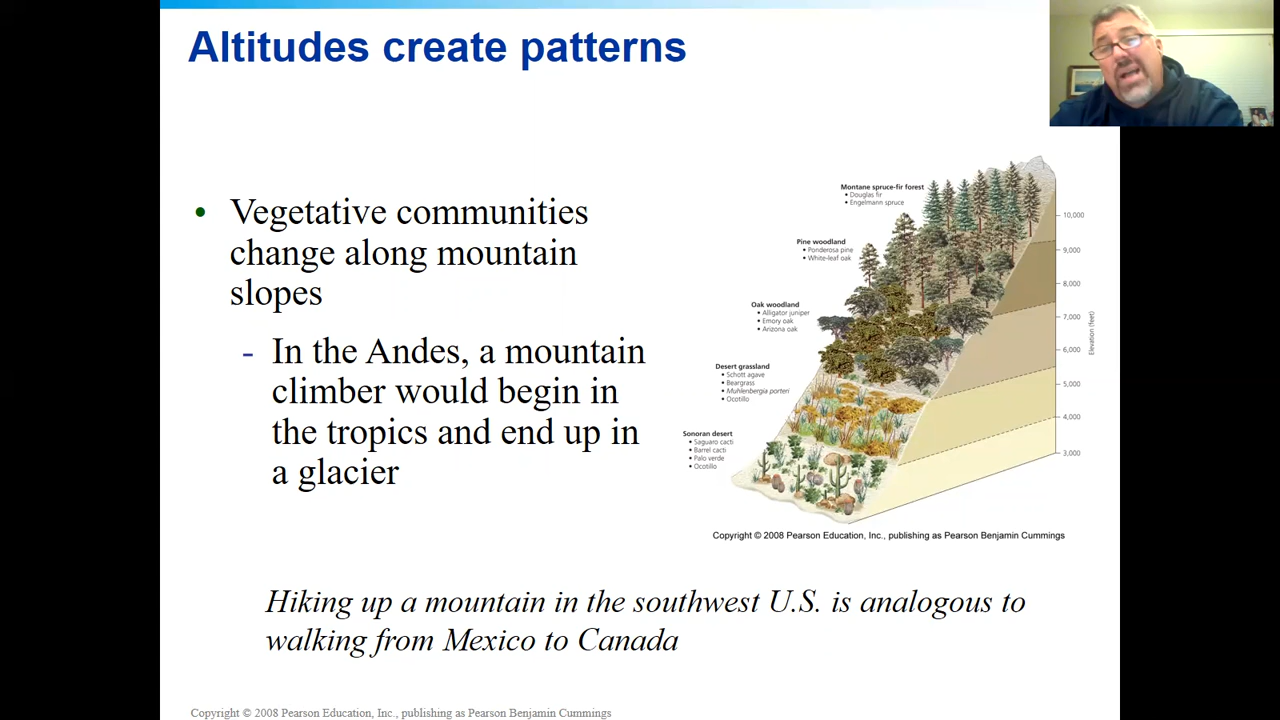 Altitudes create patterns
• Vegetative communities
change along mountain
slopes
- In the Andes, a mountain
climber would begin in
the tropics and end up in
a glacier
Montane spruce-fir forest
• Douglas fir
• Engelmann spruce
Pine woodland
• Ponderosa pine
• White-leaf oak
Oak woodland
• Alligator juniper
• Emory oak
• Arizona oak
Desert grassland
• Schott agave
• Beargrass
• Muhlenbergia porteri
• Ocotillo
Sonoran desert
• Saguaro cacti
• Barrel cacti
• Palo verde
• Ocotillo
10,000
9,000
8,000
7,000
6,000
5,000
4,000
3,000
Elevation (feet)
Copyright © 2008 Pearson Education, Inc., publishing as Pearson Benjamin Cummings
Hiking up a mountain in the southwest U.S. is analogous to
walking from Mexico to Canada
Copyright © 2008 Pearson Education, Inc., publishing as Pearson Benjamin Cummings